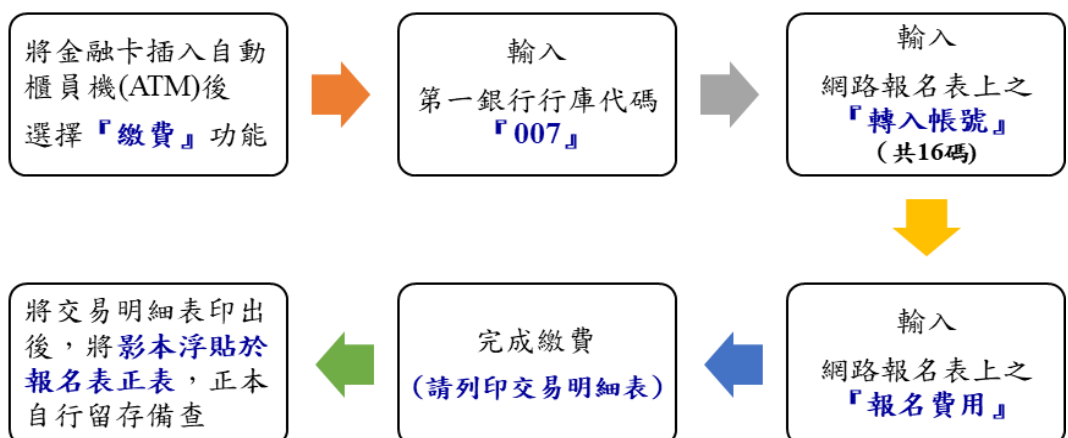 將金融卡插入自動
櫃員機(ATM)後
選擇『繳費』功能
輸入
第一銀行行庫代碼
『007』
輸入
網路報名表上之
『轉入帳號』
(共16碼)
輸入
網路報名表上之
『報名費用』
完成繳費
(請列印交易明細表)
將交易明細表印出
後，將影本浮貼於
報名表正表，正本
自行留存備查